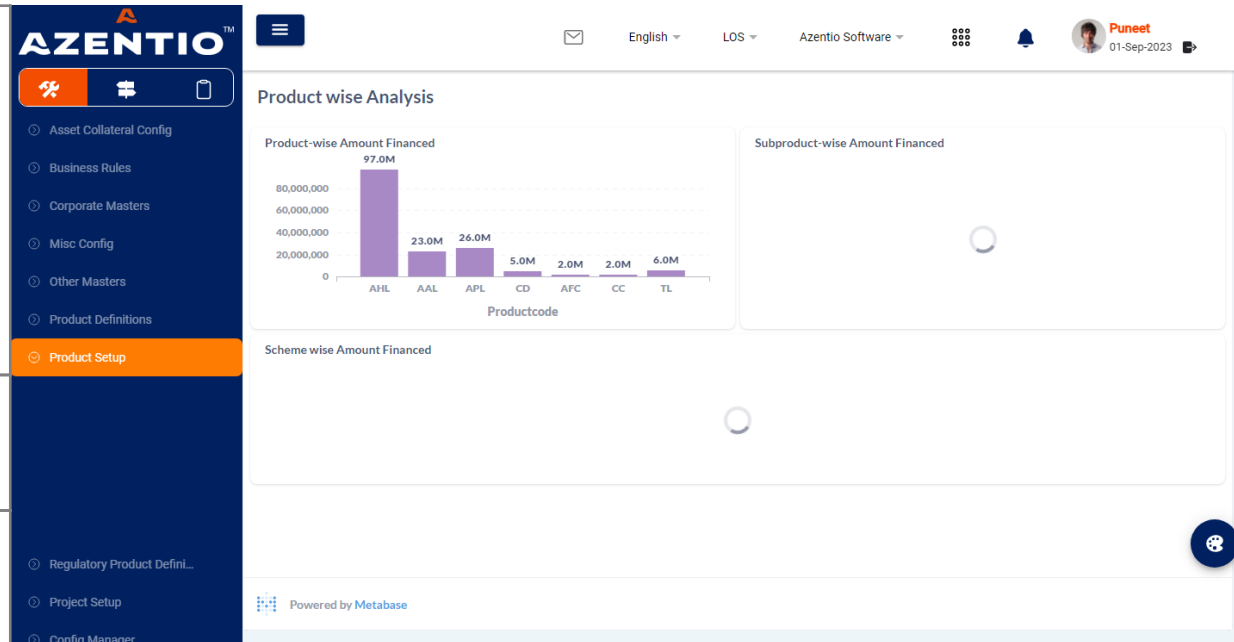 AZENTIO™
English
LOS
Azentio Software
Puneet
01-Sep-2023
Asset Collateral Config
Business Rules
Corporate Masters
Misc Config
Other Masters
Product Definitions
Product Setup
Regulatory Product Defini...
Project Setup
Config Manager
Product wise Analysis
Product-wise Amount Financed
97.0M
80,000,000
60,000,000
40,000,000
20,000,000
0
23.0M
26.0M
5.0M
2.0M
2.0M
6.0M
AHL AAL APL CD AFC CC TL
Productcode
Subproduct-wise Amount Financed
Scheme wise Amount Financed
Powered by Metabase